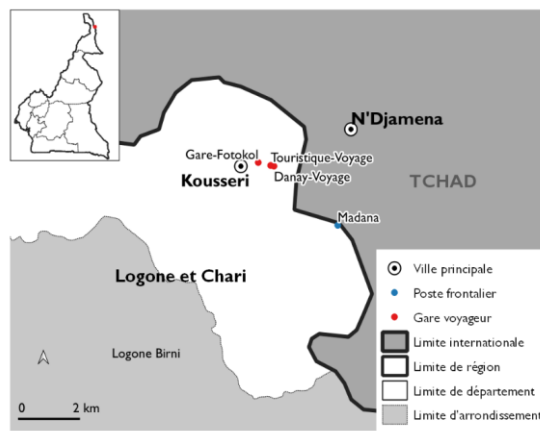 N'Djamena
Gare-Fotokol
Touristique-Voyage
Danay-Voyage
Kousseri
TCHAD
Madana
Logone et Chari
Logone Birni
0 2 km
Ville principale
Poste frontalier
Gare voyageur
Limite internationale
Limite de région
Limite de département
Limite d'arrondissement